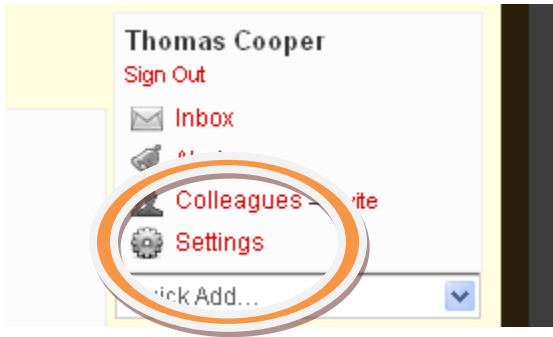 Thomas Cooper
Sign Out
Inbox
Colleagues –
Settings
Add...